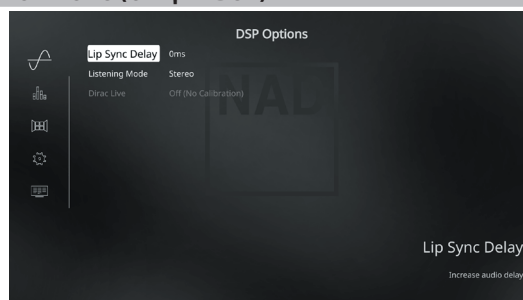 DSP Options
Lip Sync Delay 0ms
Listening Mode Stereo
Dirac Live Off (No Calibration)
NAD
Lip Sync Delay
Increase audio delay